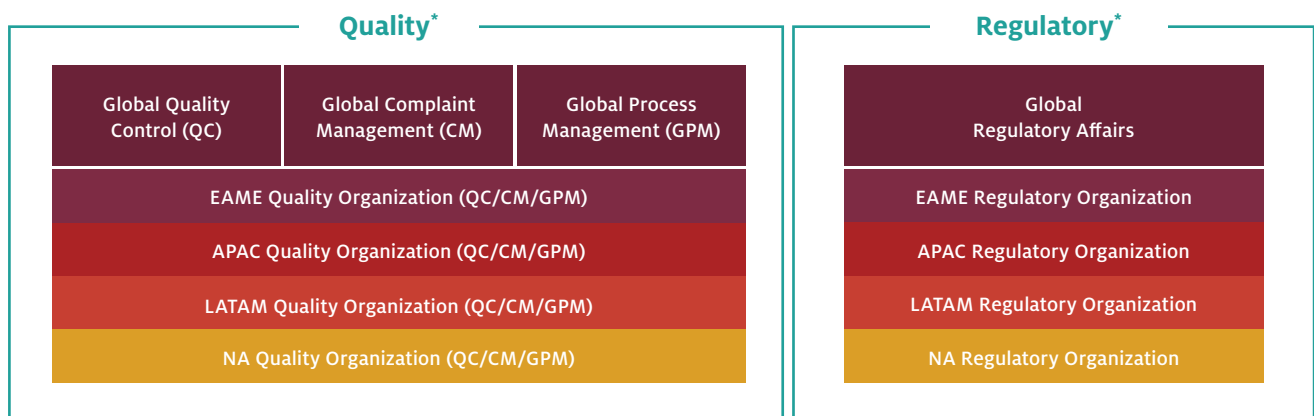 Quality*
Regulatory*
Global Quality
Control (QC)
Global Complaint
Management (CM)
Global Process
Management (GPM)
Global
Regulatory Affairs
EAME Quality Organization (QC/CM/GPM)
EAME Regulatory Organization
APAC Quality Organization (QC/CM/GPM)
APAC Regulatory Organization
LATAM Quality Organization (QC/CM/GPM)
LATAM Regulatory Organization
NA Quality Organization (QC/CM/GPM)
NA Regulatory Organization